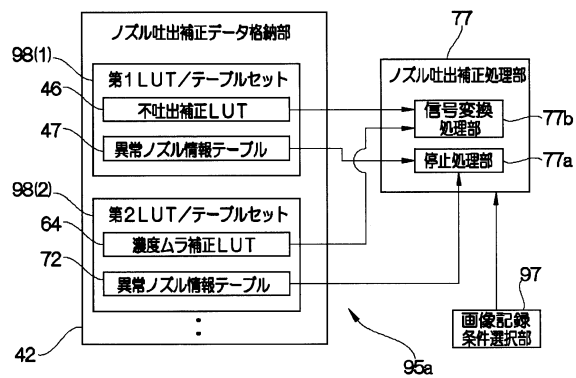 ノズル吐出補正データ格納部
98(1)
第1LUT/テーブルセット
46
不吐出補正LUT
47
異常ノズル情報テーブル
98(2)
第2LUT/テーブルセット
64
濃度ムラ補正LUT
72
異常ノズル情報テーブル
42
77
ノズル吐出補正処理部
信号変換
処理部
77b
停止処理部
77a
97
画像記録
条件選択部
95a